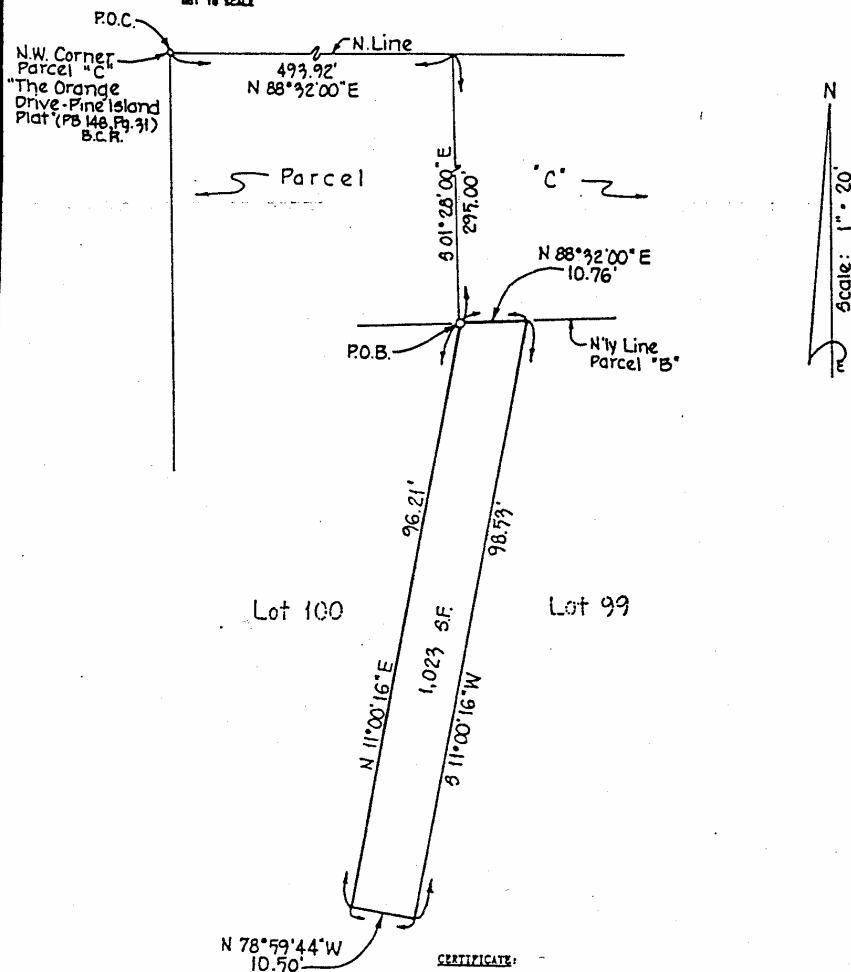 NOT TO SCALE
P.O.C.
N. Line
N.W. Corner
Parcel "C"
"The Orange
Drive-Pine Island
Plat" (PB 148, Pg. 31)
B.C.R.
493.92'
N 88°32'00" E
Parcel
"C"
S 01°28'00" E
295.00'
N
Scale: 1" = 20'
N 88°32'00" E
10.76'
P.O.B.
N'ly Line
Parcel "B"
96.21'
98.53'
Lot 100
Lot 99
1,023 S.F.
N 11°00'16" E
S 11°00'16" W
N 78°59'44" W
10.50'
CERTIFICATE: